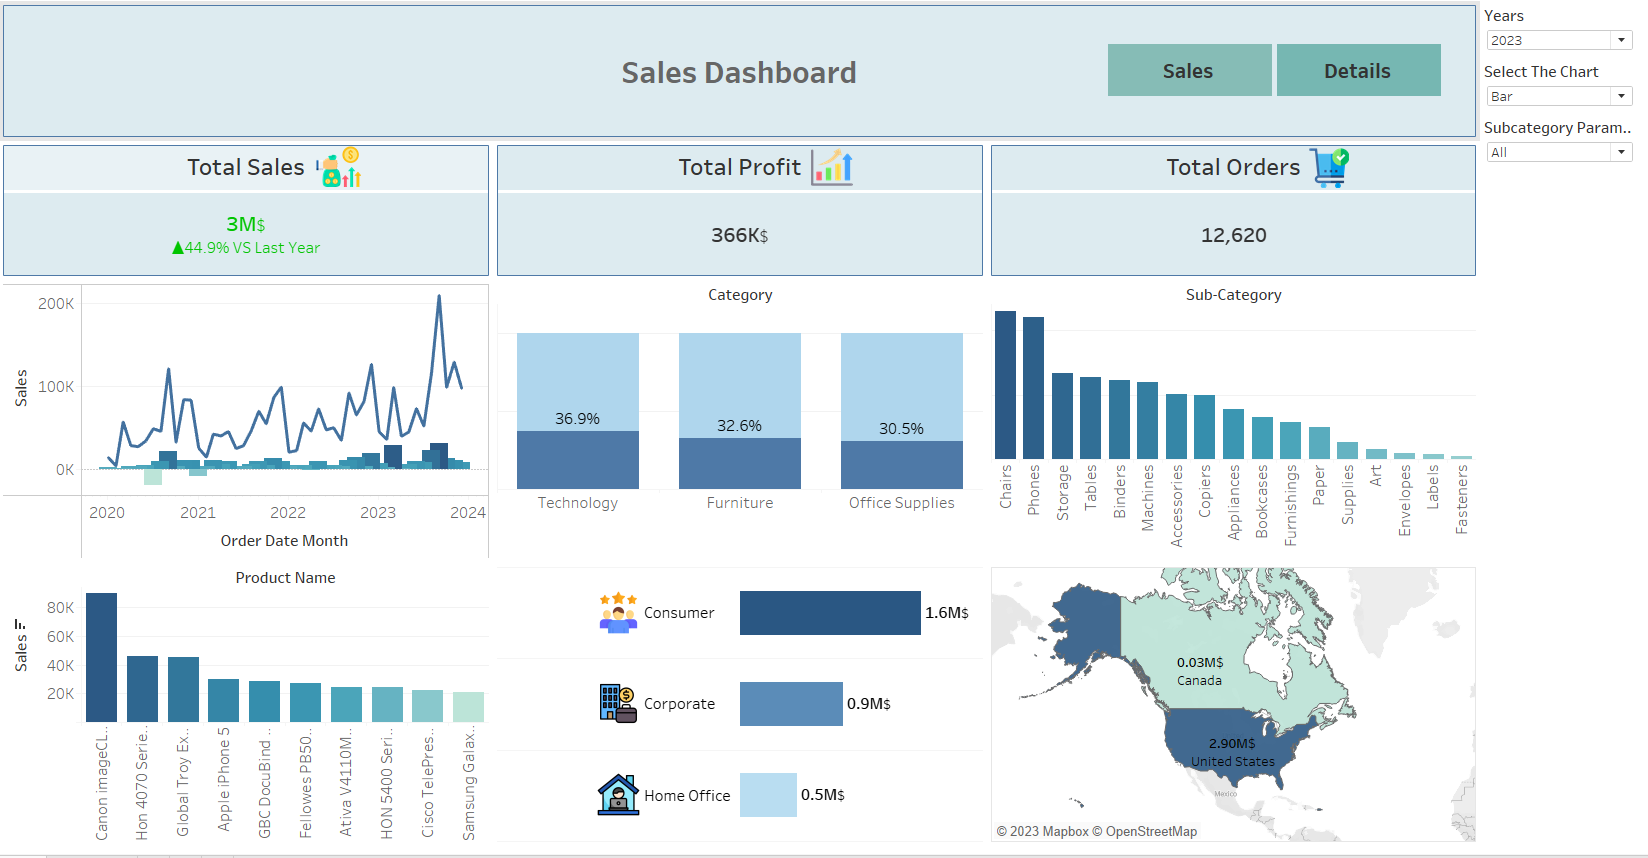 Sales Dashboard
Sales
Details
Years
2023
Select The Chart
Bar
Subcategory Param..
All
Total Sales
Total Profit
Total Orders
3M$
▲44.9% VS Last Year
366K$
12,620
200K
100K
0K
Sales
2020
2021
2022
2023
2024
Order Date Month
Category
36.9%
32.6%
30.5%
Technology
Furniture
Office Supplies
Sub-Category
Chairs
Phones
Storage
Tables
Binders
Machines
Accessories
Copiers
Appliances
Bookcases
Furnishings
Paper
Supplies
Art
Envelopes
Labels
Fasteners
Product Name
80K
60K
40K
20K
Sales
Canon imageCL..
Hon 4070 Serie..
Global Troy Ex..
Apple iPhone 5
GBC DocuBind ..
Fellowes PB50..
Ativa V4110M..
HON 5400 Seri..
Cisco TelePres..
Samsung Galax..
Consumer
1.6M$
Corporate
0.9M$
Home Office
0.5M$
0.03M$
Canada
2.90M$
United States
Mexico
© 2023 Mapbox © OpenStreetMap